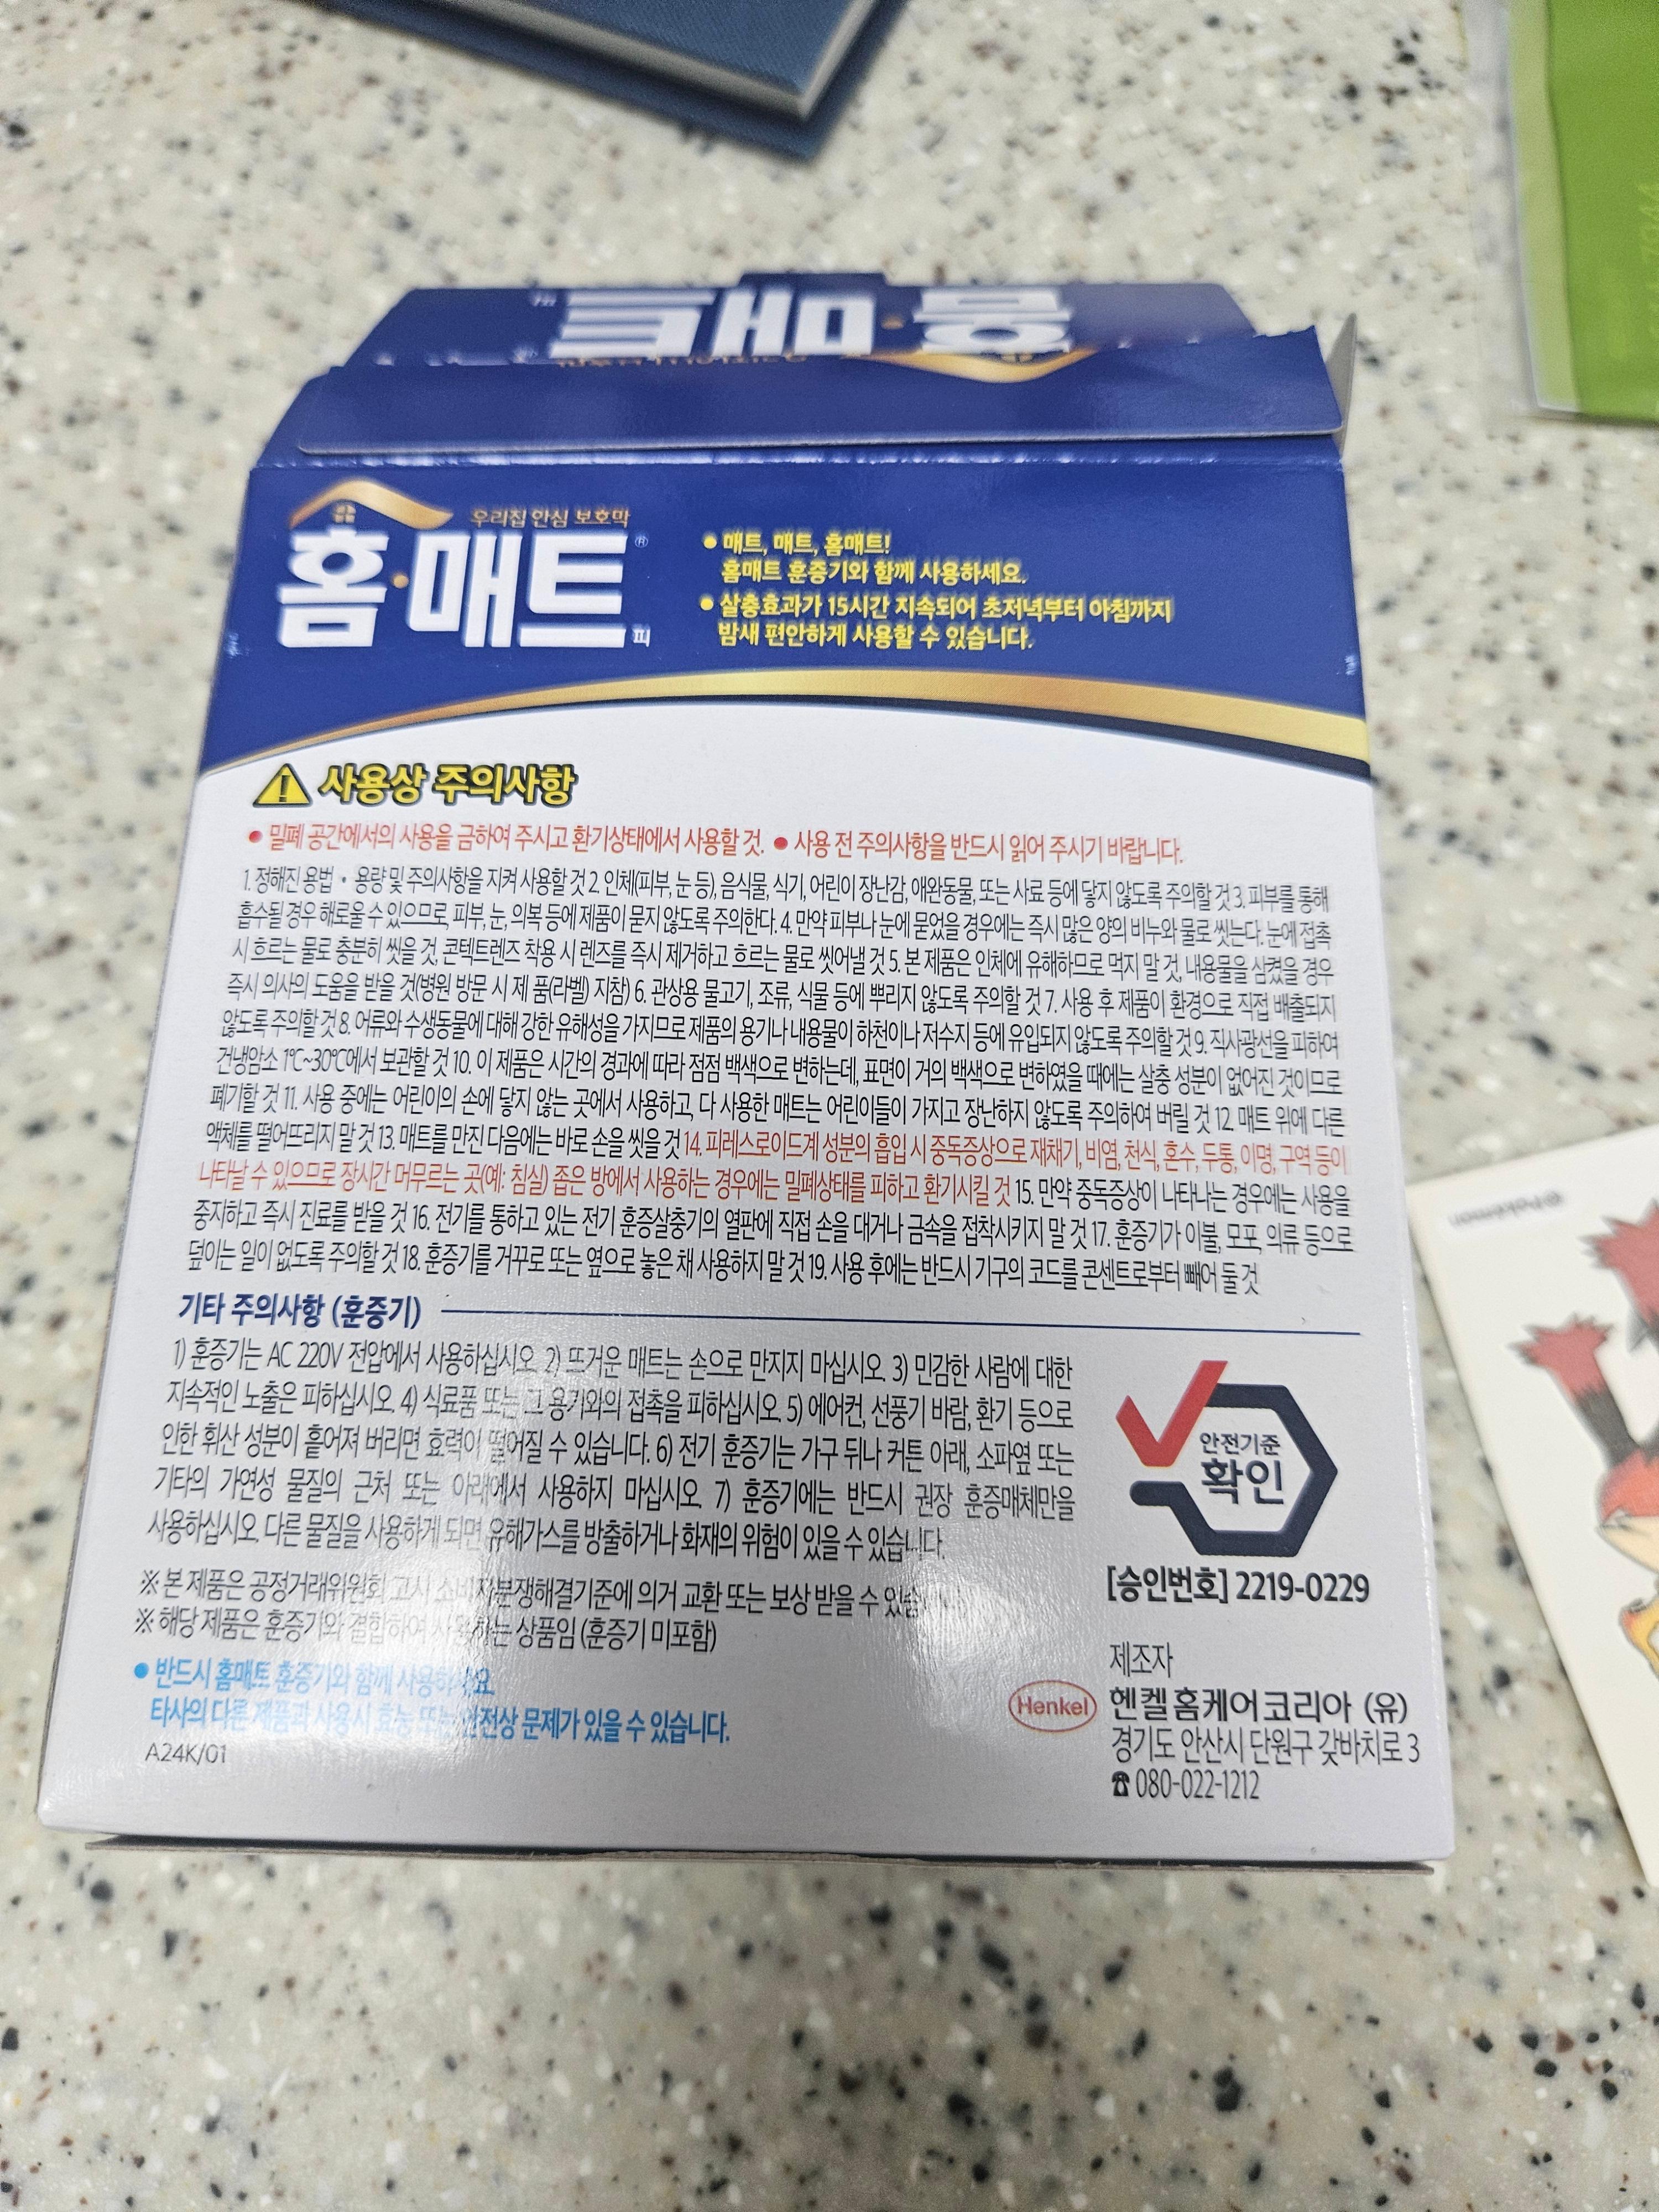 홈·매트
우리집 안심 보호막
홈·매트®피
● 매트, 매트, 홈매트!
홈매트 훈증기와 함께 사용하세요.
● 살충효과가 15시간 지속되어 초저녁부터 아침까지
밤새 편안하게 사용할 수 있습니다.
사용상 주의사항
● 밀폐 공간에서의 사용을 금하여 주시고 환기상태에서 사용할 것. ● 사용 전 주의사항을 반드시 읽어 주시기 바랍니다.
1. 정해진 용법・용량 및 주의사항을 지켜 사용할 것 2. 인체(피부, 눈 등), 음식물, 식기, 어린이 장난감, 애완동물, 또는 사료 등에 닿지 않도록 주의할 것 3. 피부를 통해
흡수될 경우 해로울 수 있으므로, 피부, 눈, 의복 등에 제품이 묻지 않도록 주의한다. 4. 만약 피부나 눈에 묻었을 경우에는 즉시 많은 양의 비누와 물로 씻는다. 눈에 접촉
시 흐르는 물로 충분히 씻을 것, 콘텍트렌즈 착용 시 렌즈를 즉시 제거하고 흐르는 물로 씻어낼 것 5. 본 제품은 인체에 유해하므로 먹지 말 것, 내용물을 삼켰을 경우
즉시 의사의 도움을 받을 것(병원 방문 시 제 품(라벨) 지참) 6. 관상용 물고기, 조류, 식물 등에 뿌리지 않도록 주의할 것 7. 사용 후 제품이 환경으로 직접 배출되지
않도록 주의할 것 8. 어류와 수생동물에 대해 강한 유해성을 가지므로 제품의 용기나 내용물이 하천이나 저수지 등에 유입되지 않도록 주의할 것 9. 직사광선을 피하여
건냉암소 1℃~30℃에서 보관할 것 10. 이 제품은 시간의 경과에 따라 점점 백색으로 변하는데, 표면이 거의 백색으로 변하였을 때에는 살충 성분이 없어진 것이므로
폐기할 것 11. 사용 중에는 어린이의 손에 닿지 않는 곳에서 사용하고, 다 사용한 매트는 어린이들이 가지고 장난하지 않도록 주의하여 버릴 것 12. 매트 위에 다른
액체를 떨어뜨리지 말 것 13. 매트를 만진 다음에는 바로 손을 씻을 것 14. 피레스로이드계 성분의 흡입 시 중독증상으로 재채기, 비염, 천식, 혼수, 두통, 이명, 구역 등이
나타날 수 있으므로 장시간 머무르는 곳(예: 침실) 좁은 방에서 사용하는 경우에는 밀폐상태를 피하고 환기시킬 것 15. 만약 중독증상이 나타나는 경우에는 사용을
중지하고 즉시 진료를 받을 것 16. 전기를 통하고 있는 전기 훈증살충기의 열판에 직접 손을 대거나 금속을 접착시키지 말 것 17. 훈증기가 이불, 모포, 의류 등으로
덮이는 일이 없도록 주의할 것 18. 훈증기를 거꾸로 또는 옆으로 놓은 채 사용하지 말 것 19. 사용 후에는 반드시 기구의 코드를 콘센트로부터 빼어 둘 것
기타 주의사항 (훈증기)
1) 훈증기는 AC 220V 전압에서 사용하십시오. 2) 뜨거운 매트는 손으로 만지지 마십시오. 3) 민감한 사람에 대한
지속적인 노출은 피하십시오. 4) 식료품 또는 그 용기와의 접촉을 피하십시오. 5) 에어컨, 선풍기 바람, 환기 등으로
인한 휘산 성분이 흩어져 버리면 효력이 떨어질 수 있습니다. 6) 전기 훈증기는 가구 뒤나 커튼 아래, 소파옆 또는
기타의 가연성 물질의 근처 또는 아래에서 사용하지 마십시오. 7) 훈증기에는 반드시 권장 훈증매체만을
사용하십시오. 다른 물질을 사용하게 되면 유해가스를 방출하거나 화재의 위험이 있을 수 있습니다.
※ 본 제품은 공정거래위원회 고시 소비자분쟁해결기준에 의거 교환 또는 보상 받을 수
※ 해당 제품은 훈증기와 결합하여 사용하는 상품임 (훈증기 미포함)
● 반드시 홈매트 훈증기와 함께 사용하세요.
타사의 다른 제품과 사용시 효능 또는 안전상 문제가 있을 수 있습니다.
A24K/01
안전기준
확인
[승인번호] 2219-0229
제조자
Henkel 헨켈홈케어코리아 (유)
경기도 안산시 단원구 갖바치로 3
☎ 080-022-1212
©Pokémon